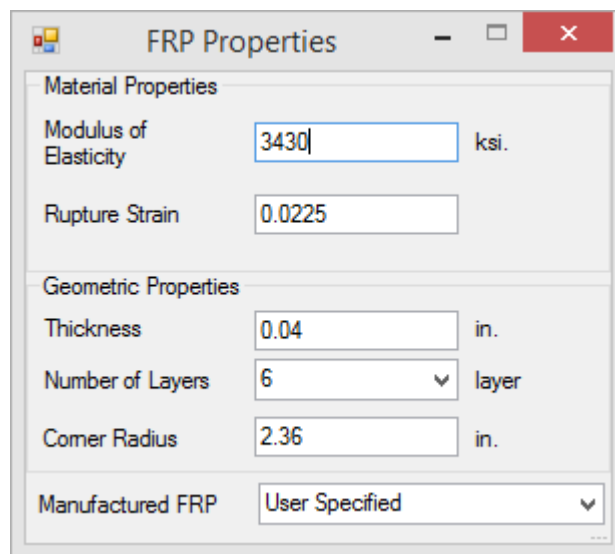 FRP Properties
Material Properties
Modulus of
Elasticity
3430
ksi.
Rupture Strain
0.0225
Geometric Properties
Thickness
0.04
in.
Number of Layers
6
layer
Corner Radius
2.36
in.
Manufactured FRP
User Specified